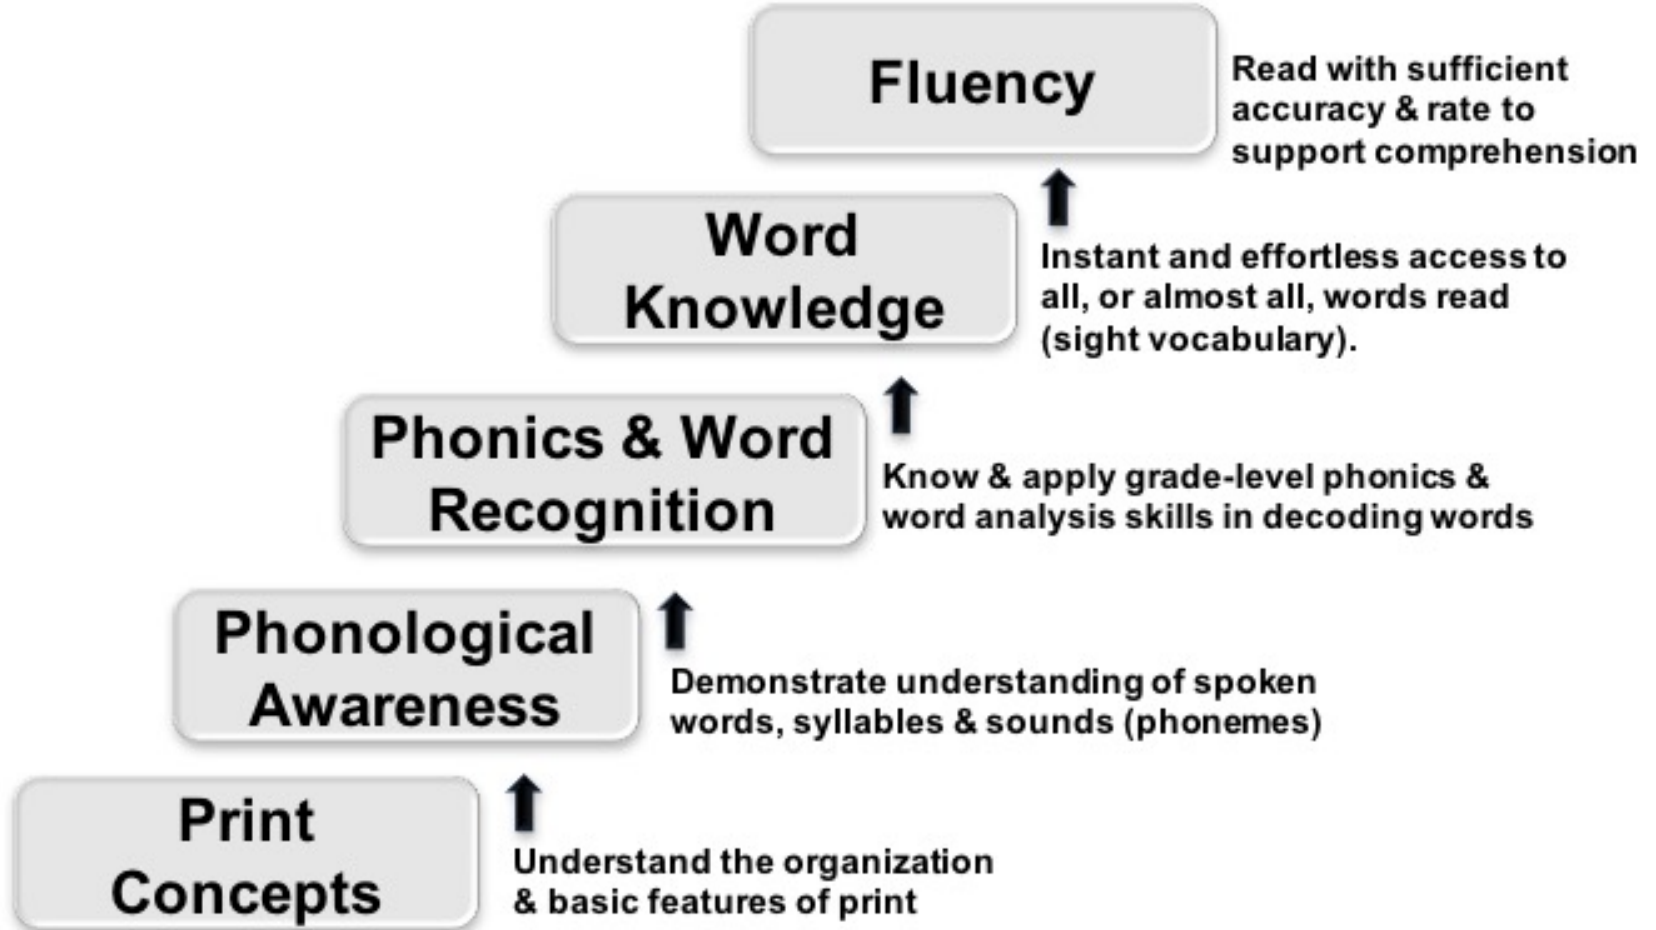 Fluency
Read with sufficient
accuracy & rate to
support comprehension
Word
Knowledge
Instant and effortless access to
all, or almost all, words read
(sight vocabulary).
Phonics & Word
Recognition
Know & apply grade-level phonics &
word analysis skills in decoding words
Phonological
Awareness
Demonstrate understanding of spoken
words, syllables & sounds (phonemes)
Print
Concepts
Understand the organization
& basic features of print